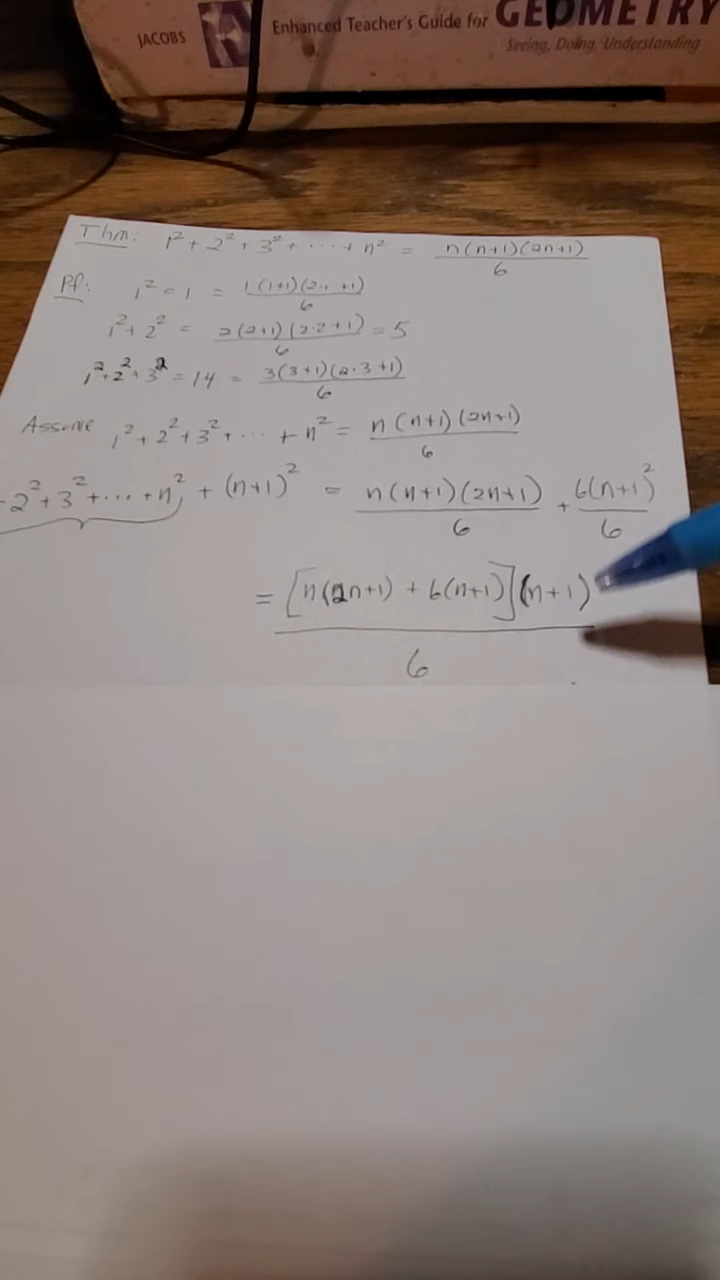 JACOBS Enhanced Teacher's Guide for GEOMETRY
Seeing, Doing, Understanding
Thm: 1² + 2² + 3² + ··· + n² = n(n+1)(2n+1) / 6
Pf: 1² = 1 = 1(1+1)(2·1+1) / 6
1² + 2² = 2(2+1)(2·2+1) / 6 = 5
1² + 2² + 3² = 14 = 3(3+1)(2·3+1) / 6
Assume 1² + 2² + 3² + ··· + n² = n(n+1)(2n+1) / 6
2² + 3² + ··· + n² + (n+1)² = n(n+1)(2n+1) / 6 + 6(n+1)² / 6
= [n(2n+1) + 6(n+1)](n+1) / 6